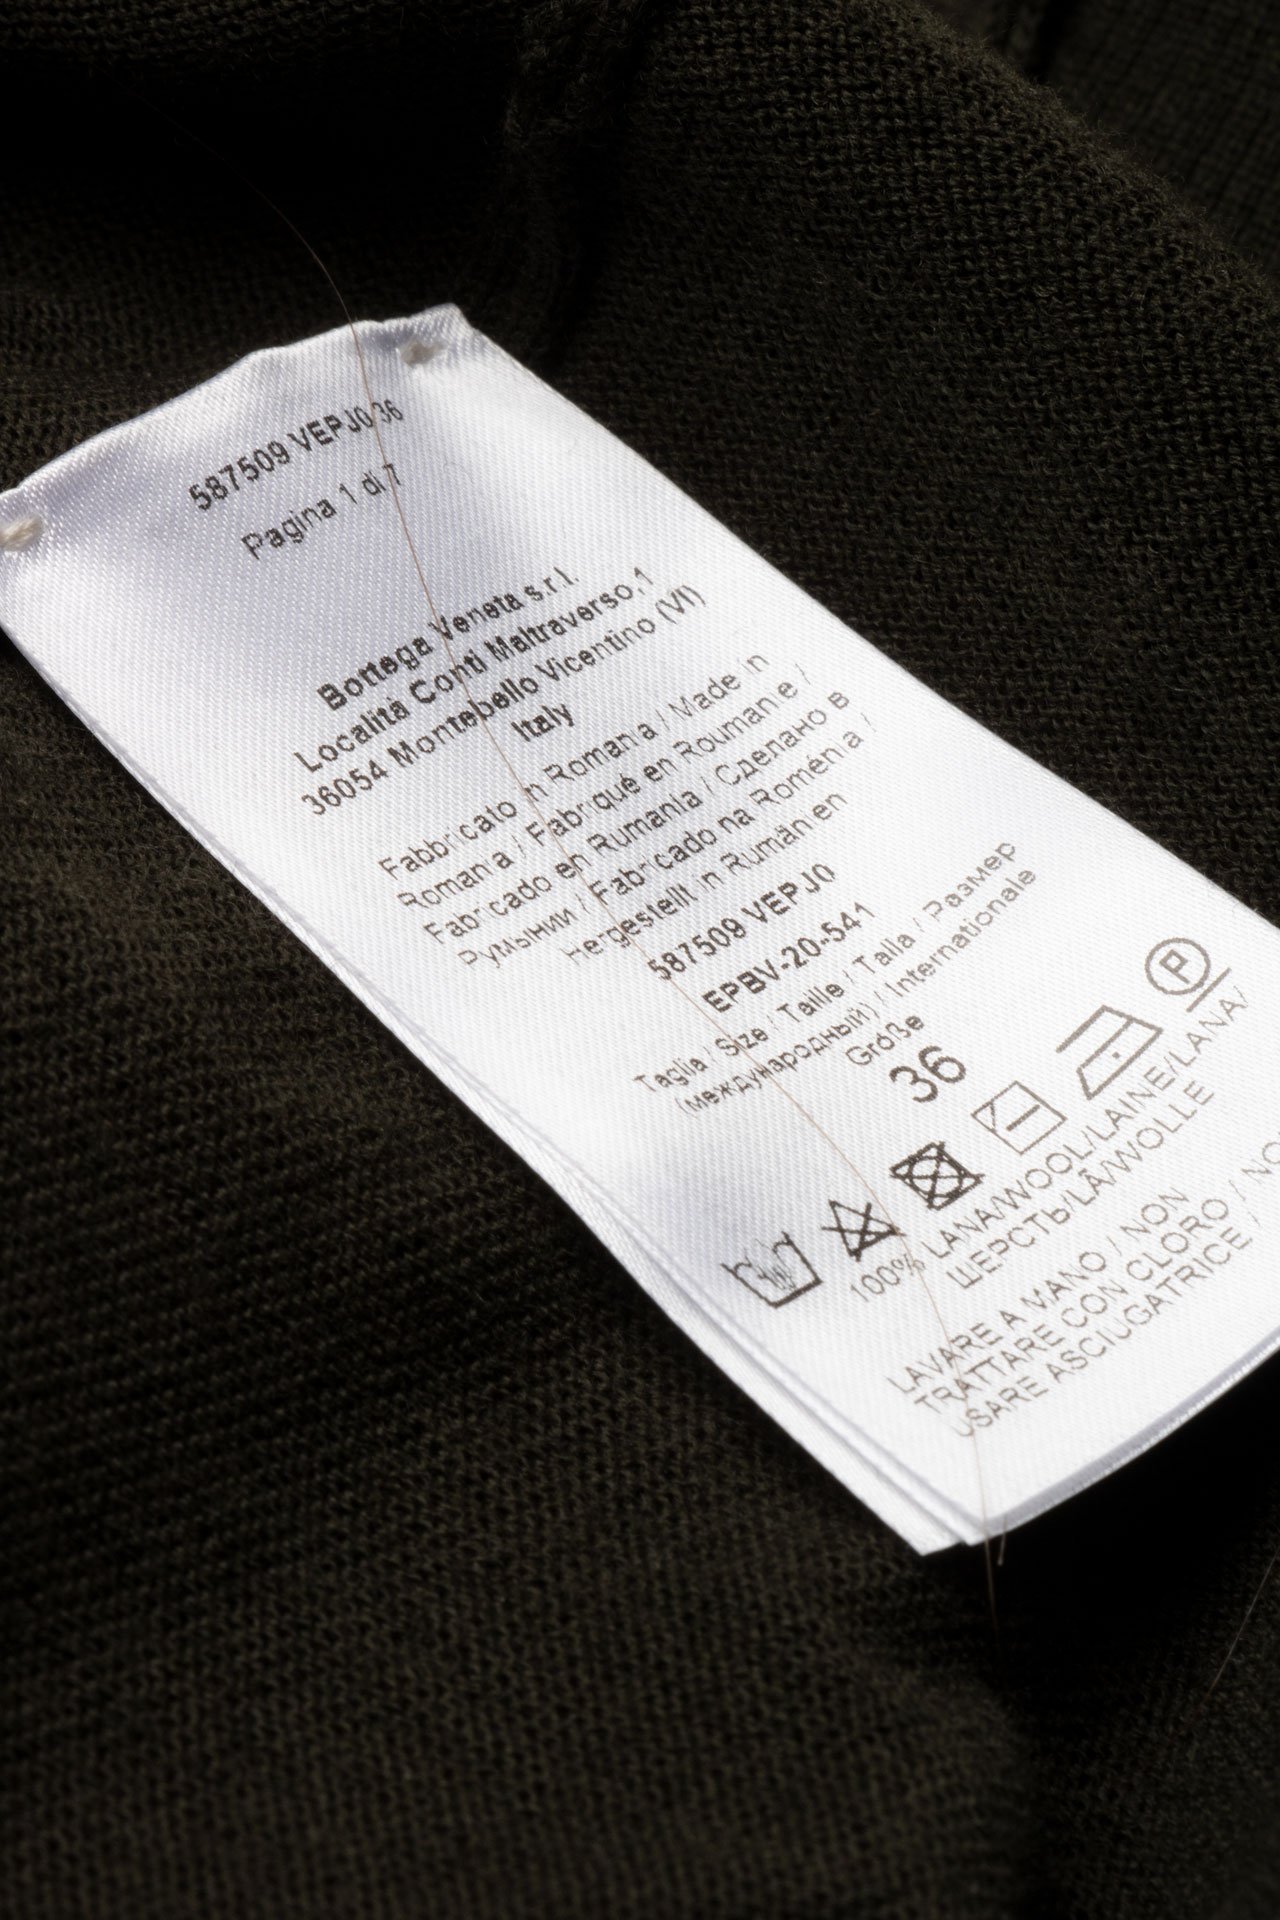 587509 VEPJ0 36
Pagina 1 di 7
Bottega Veneta s.r.l.
Località Conti Maltraverso,1
36054 Montebello Vicentino (VI)
Italy
Fabbricato in Romania / Made in
Romania / Fabriqué en Roumanie /
Fabricado en Rumania / Сделано в
Румынии / Fabricado na Roménia /
Hergestellt in Rumänien
587509 VEPJ0
EPBV-20-541
Taglia / Size / Taille / Talla / Размер
(международный) / Internationale
Größe
36
P
100% LANA/WOOL/LAINE/LANA/
ШЕРСТЬ/LÃ/WOLLE
LAVARE A MANO / NON
TRATTARE CON CLORO / NO
USARE ASCIUGATRICE /